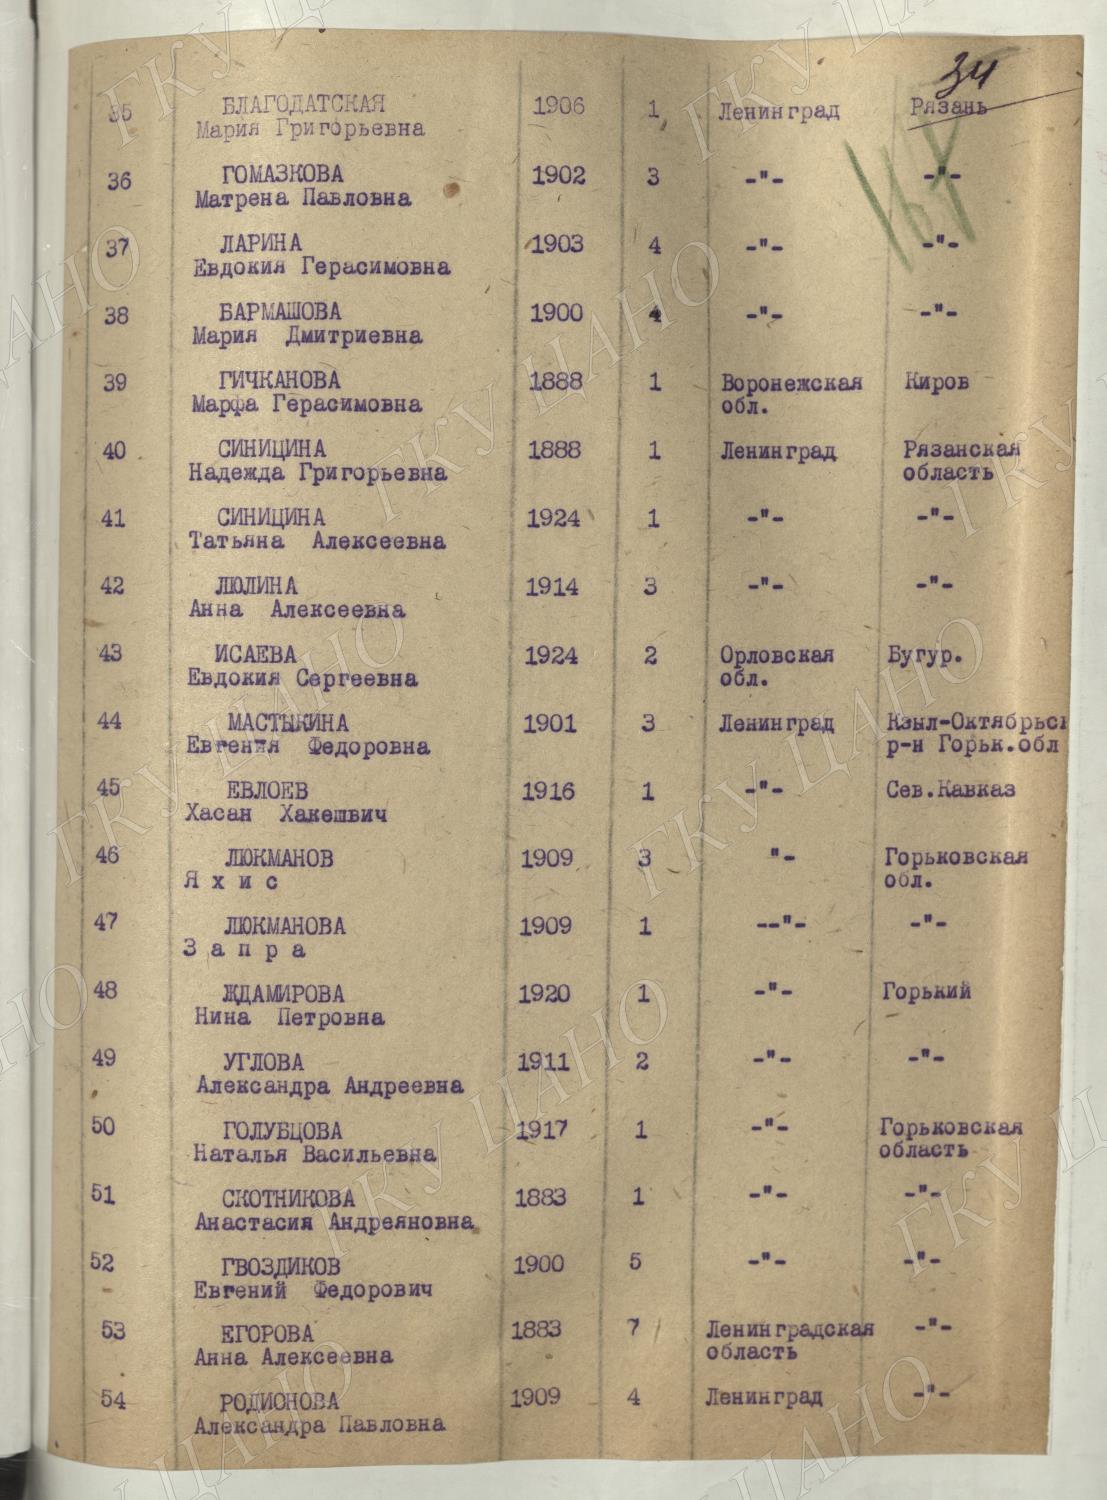 34
35 БЛАГОДАТСКАЯ 1906 1 Ленинград Рязань
Мария Григорьевна
36 ГОМАЗКОВА 1902 3 -"- -"-
Матрена Павловна
37 ЛАРИНА 1903 4 -"- -"-
Евдокия Герасимовна
38 БАРМАШОВА 1900 4 -"- -"-
Мария Дмитриевна
39 ГИЧКАНОВА 1888 1 Воронежская Киров
Марфа Герасимовна обл.
40 СИНИЦИНА 1888 1 Ленинград Рязанская
Надежда Григорьевна область
41 СИНИЦИНА 1924 1 -"- -"-
Татьяна Алексеевна
42 ЛЮЛИНА 1914 3 -"- -"-
Анна Алексеевна
43 ИСАЕВА 1924 2 Орловская Бугур.
Евдокия Сергеевна обл.
44 МАСТЫКИНА 1901 3 Ленинград Кзыл-Октябрьс
Евгения Федоровна р-н Горьк.обл
45 ЕВЛОЕВ 1916 1 -"- Сев.Кавказ
Хасан Хакешвич
46 ЛЮКМАНОВ 1909 3 "- Горьковская
Я х и с обл.
47 ЛЮКМАНОВА 1909 1 --"- -"-
З а п р а
48 ЖДАМИРОВА 1920 1 -"- Горький
Нина Петровна
49 УГЛОВА 1911 2 -"- -"-
Александра Андреевна
50 ГОЛУБЦОВА 1917 1 -"- Горьковская
Наталья Васильевна область
51 СКОТНИКОВА 1883 1 -"- -"-
Анастасия Андреяновна
52 ГВОЗДИКОВ 1900 5 -"- -"-
Евгений Федорович
53 ЕГОРОВА 1883 7 Ленинградская -"-
Анна Алексеевна область
54 РОДИОНОВА 1909 4 Ленинград -"-
Александра Павловна